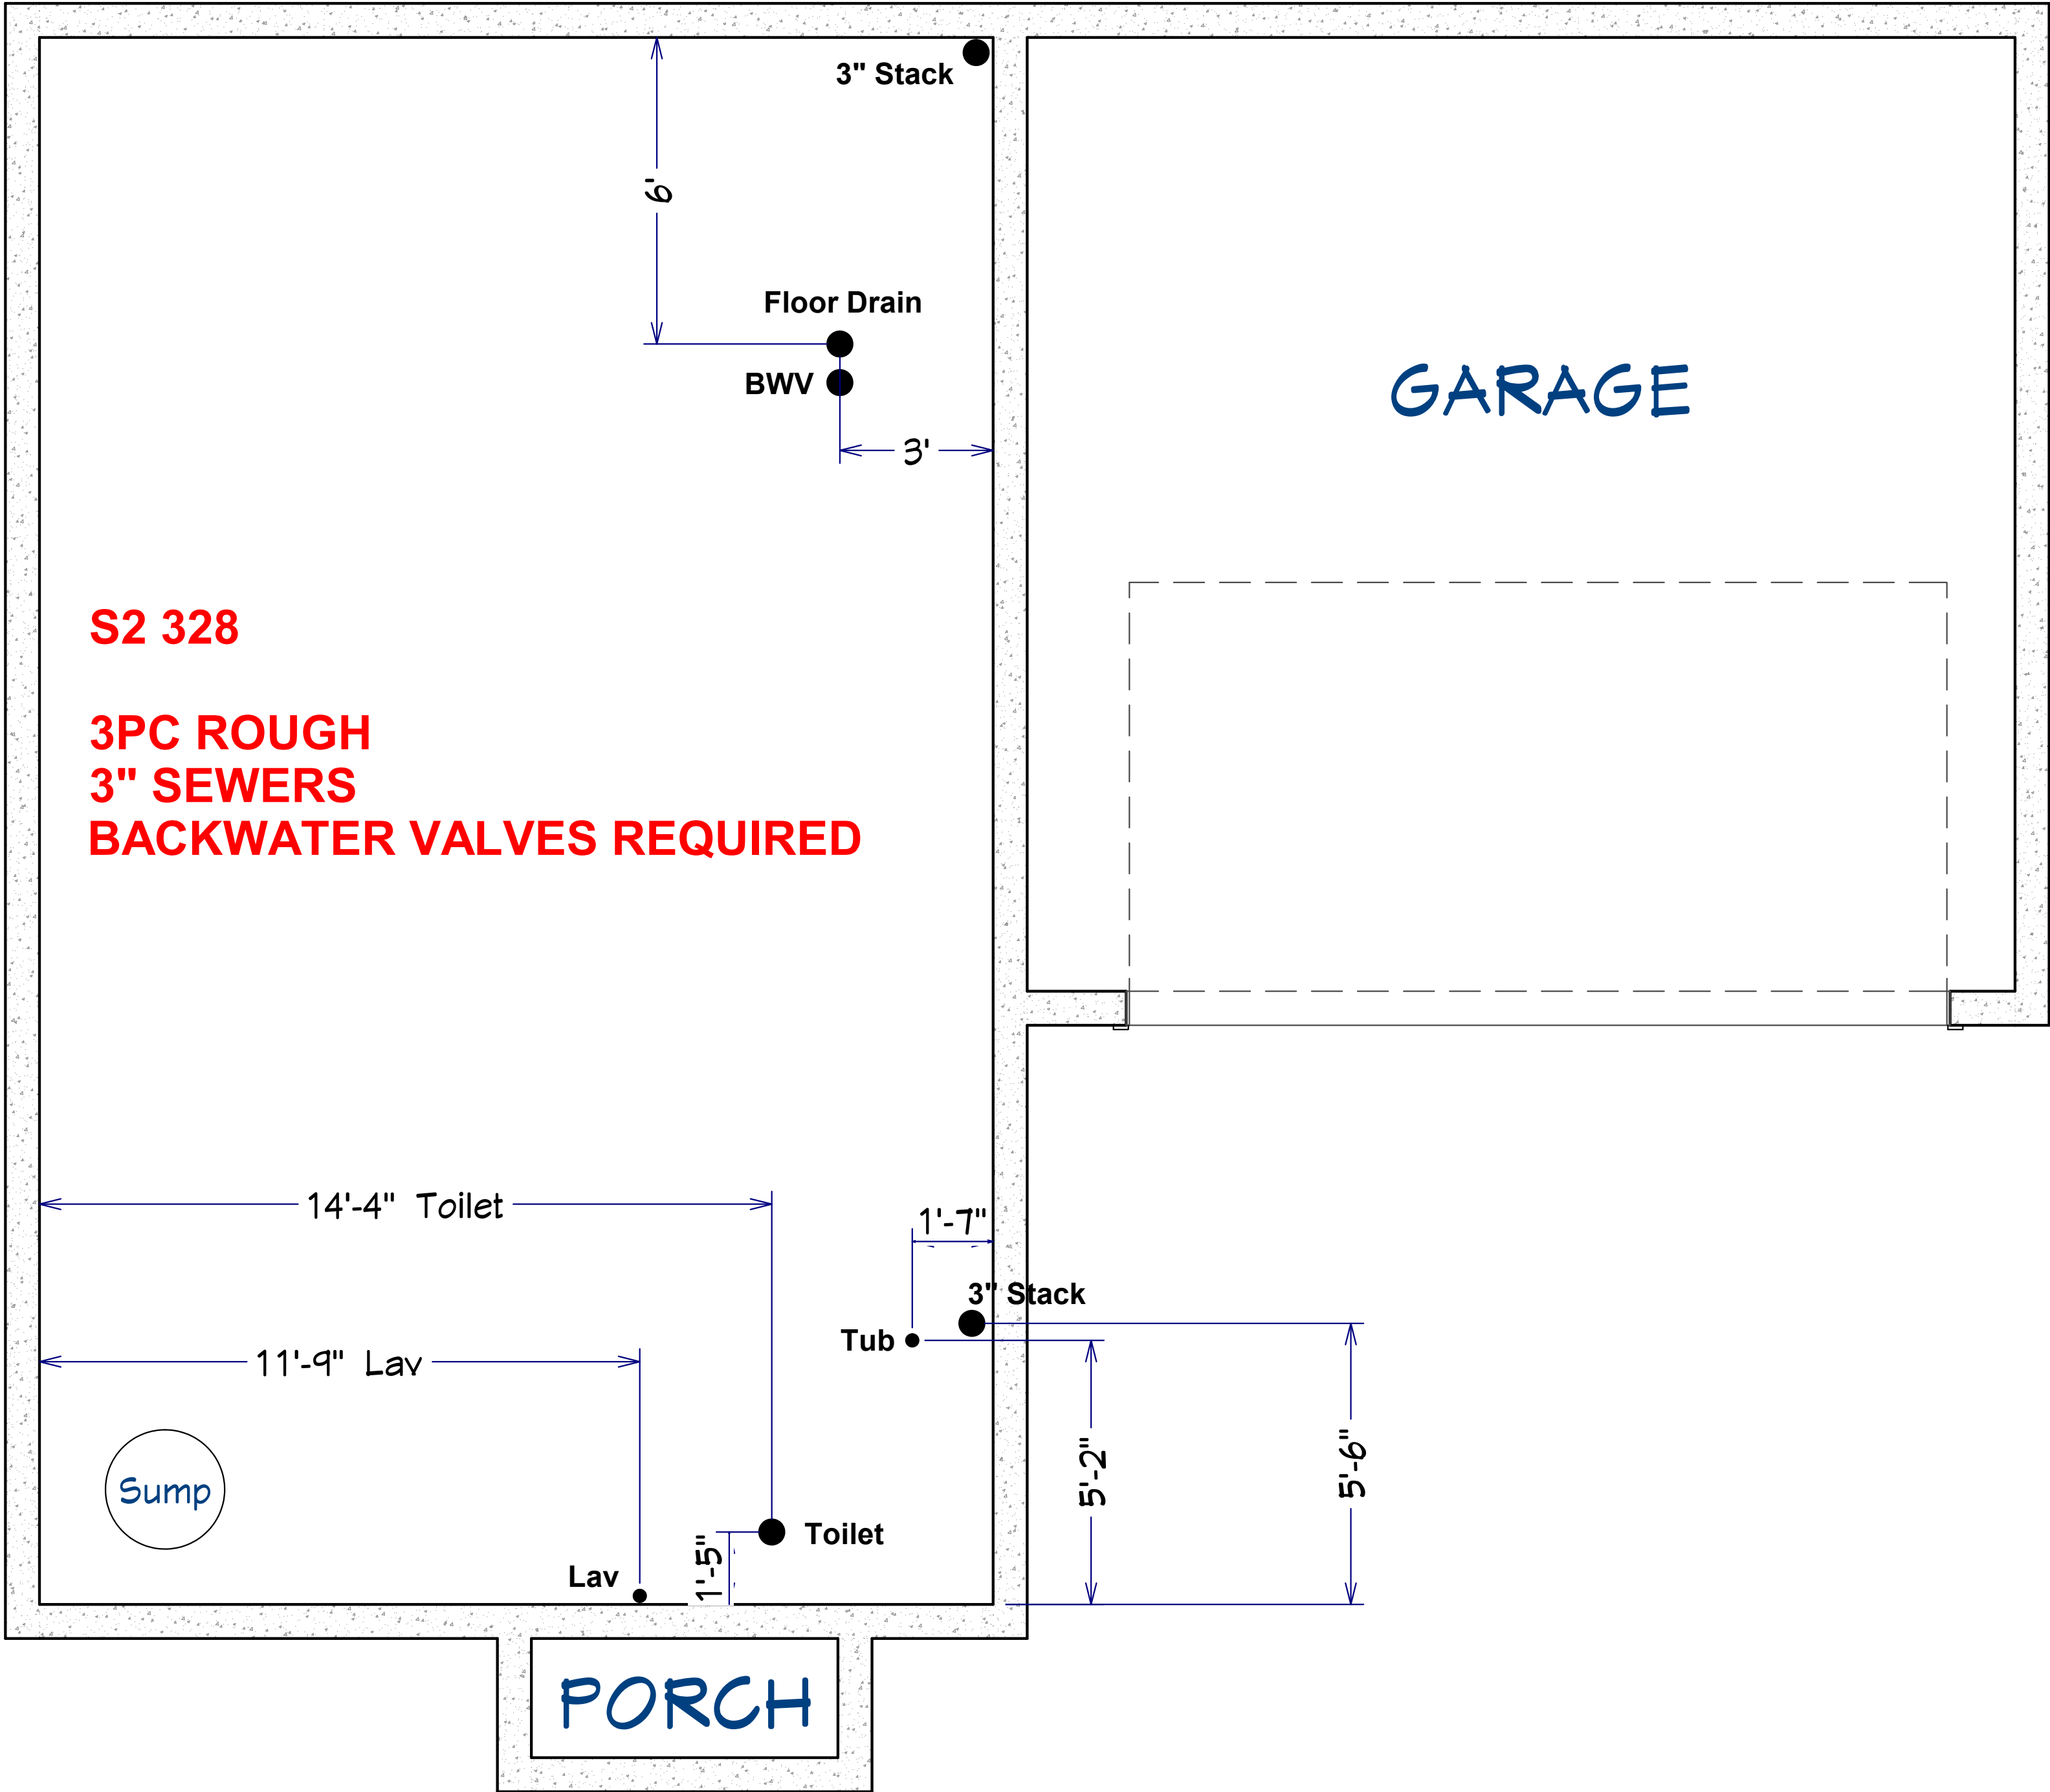 3" Stack
6'
Floor Drain
BWV
3'
GARAGE
S2 328
3PC ROUGH
3" SEWERS
BACKWATER VALVES REQUIRED
14'-4" Toilet
1'-7"
3" Stack
Tub
11'-9" Lav
5'-2"
5'-6"
Sump
Toilet
1'-5"
Lav
PORCH